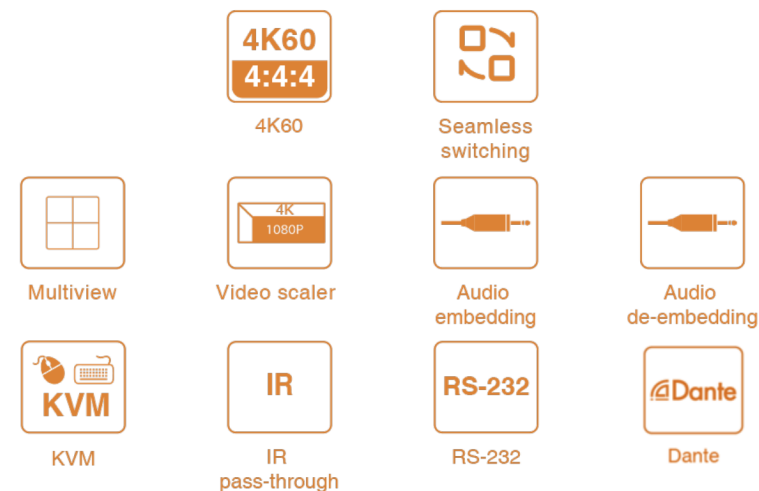 4K60
4:4:4
4K60
Seamless
switching
4K
1080P
Multiview
Video scaler
Audio
embedding
Audio
de-embedding
KVM
IR
RS-232
Dante
KVM
IR
pass-through
RS-232
Dante